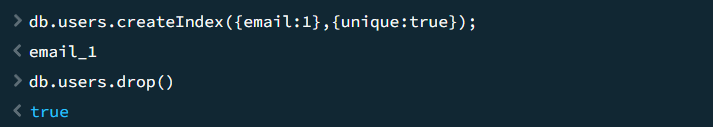 > db.users.createIndex({email:1},{unique:true});
< email_1
> db.users.drop()
< true